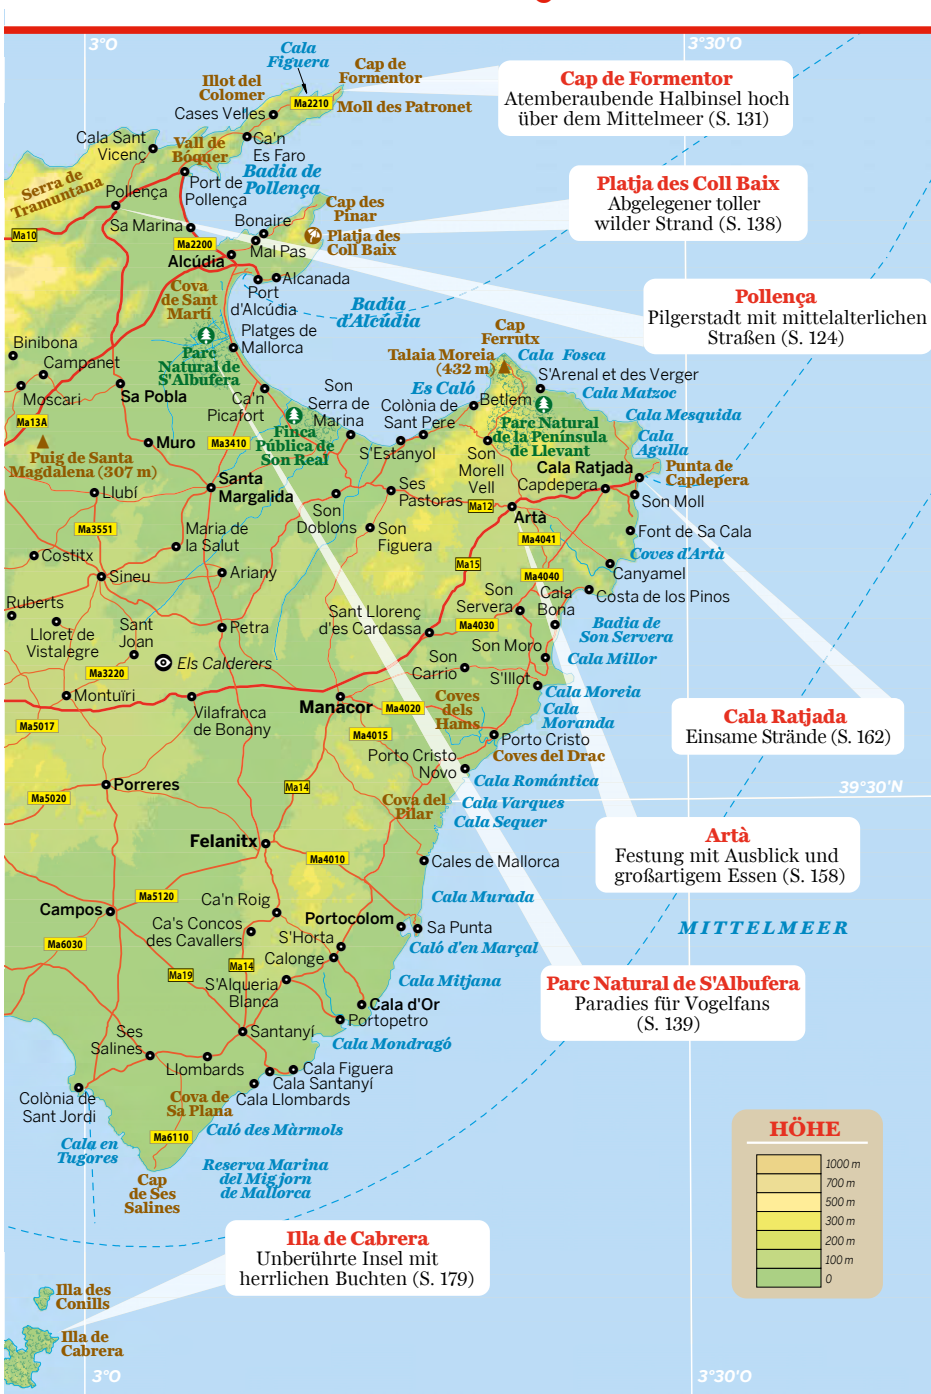 3°O
3°30'O
Cala
Figuera
Cap de
Formentor
Illot del
Colomer
Ma2210
Moll des Patronet
Cases Velles
Cap de Formentor
Atemberaubende Halbinsel hoch
über dem Mittelmeer (S. 131)
Cala Sant
Vicenç
Vall de
Bóquer
Ca'n
Es Faro
Badia de
Pollença
Serra de
Tramuntana
Port de
Pollença
Pollença
Platja des Coll Baix
Abgelegener toller
wilder Strand (S. 138)
Cap des
Pinar
Ma10
Sa Marina
Bonaire
Platja des
Coll Baix
Ma2200
Mal Pas
Alcúdia
Alcanada
Cova
de Sant
Martí
Port
d'Alcúdia
Badia
d'Alcúdia
Pollença
Pilgerstadt mit mittelalterlichen
Straßen (S. 124)
Platges de
Mallorca
Cap
Ferrutx
Binibona
Campanet
Parc
Natural de
S'Albufera
Talaia Moreia
(432 m)
Cala Fosca
S'Arenal et des Verger
Moscari
Sa Pobla
Ca'n
Picafort
Son
Serra de
Marina
Es Caló
Betlem
Cala Matzoc
Colònia de
Sant Pere
Cala Mesquida
Ma13A
Finca
Pública de
Son Real
Parc Natural
de la Península
de Llevant
Cala
Agulla
Muro
Ma3410
S'Estanyol
Puig de Santa
Magdalena (307 m)
Son
Morell
Vell
Cala Ratjada
Punta de
Capdepera
Llubí
Santa
Margalida
Ses
Pastoras
Capdepera
Son Moll
Son
Doblons
Ma12
Artà
Ma3551
Maria de
la Salut
Son
Figuera
Ma4041
Font de Sa Cala
Costitx
Coves d'Artà
Sineu
Ariany
Ma15
Ma4040
Canyamel
Ruberts
Son
Servera
Cala
Bona
Costa de los Pinos
Lloret de
Vistalegre
Sant
Joan
Petra
Sant Llorenç
d'es Cardassa
Ma4030
Badia de
Son Servera
Els Calderers
Son Moro
Cala Millor
Ma3220
Son
Carrio
S'Illot
Montuïri
Cala Moreia
Vilafranca
de Bonany
Manacor
Ma4020
Coves
dels
Hams
Cala
Moranda
Ma5017
Ma4015
Porto Cristo
Cala Ratjada
Einsame Strände (S. 162)
Porto Cristo
Novo
Coves del Drac
Porreres
Ma14
Cala Romántica
39°30'N
Ma5020
Cova del
Pilar
Cala Varques
Cala Sequer
Felanitx
Artà
Festung mit Ausblick und
großartigem Essen (S. 158)
Ma4010
Cales de Mallorca
Ma5120
Ca'n Roig
Cala Murada
Campos
Ca's Concos
des Cavallers
Portocolom
Sa Punta
MITTELMEER
Ma6030
S'Horta
Caló d'en Marçal
Calonge
Ma19
Ma14
S'Alqueria
Blanca
Cala Mitjana
Parc Natural de S'Albufera
Paradies für Vogelfans
(S. 139)
Cala d'Or
Portopetro
Ses
Salines
Santanyí
Cala Mondragó
Llombards
Cala Figuera
Cala Santanyí
Colònia de
Sant Jordi
Cova de
Sa Plana
Cala Llombards
Ma6110
Caló des Màrmols
Cala en
Tugores
Reserva Marina
del Migjorn
de Mallorca
Cap
de Ses
Salines
HÖHE
1000 m
700 m
500 m
300 m
200 m
100 m
0
Illa de Cabrera
Unberührte Insel mit
herrlichen Buchten (S. 179)
Illa des
Conills
Illa de
Cabrera
3°O
3°30'O